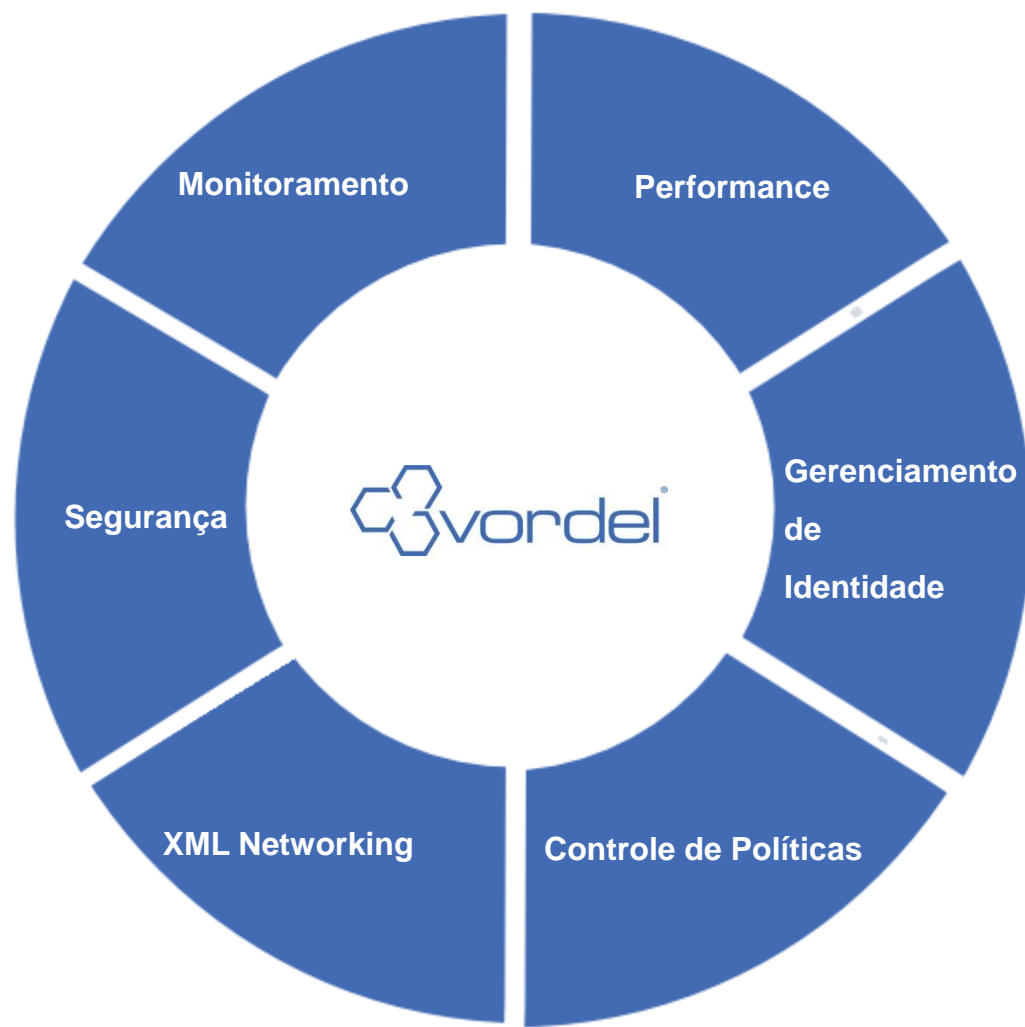 Monitoramento
Performance
Gerenciamento
de
Identidade
Controle de Políticas
XML Networking
Segurança
vordel®